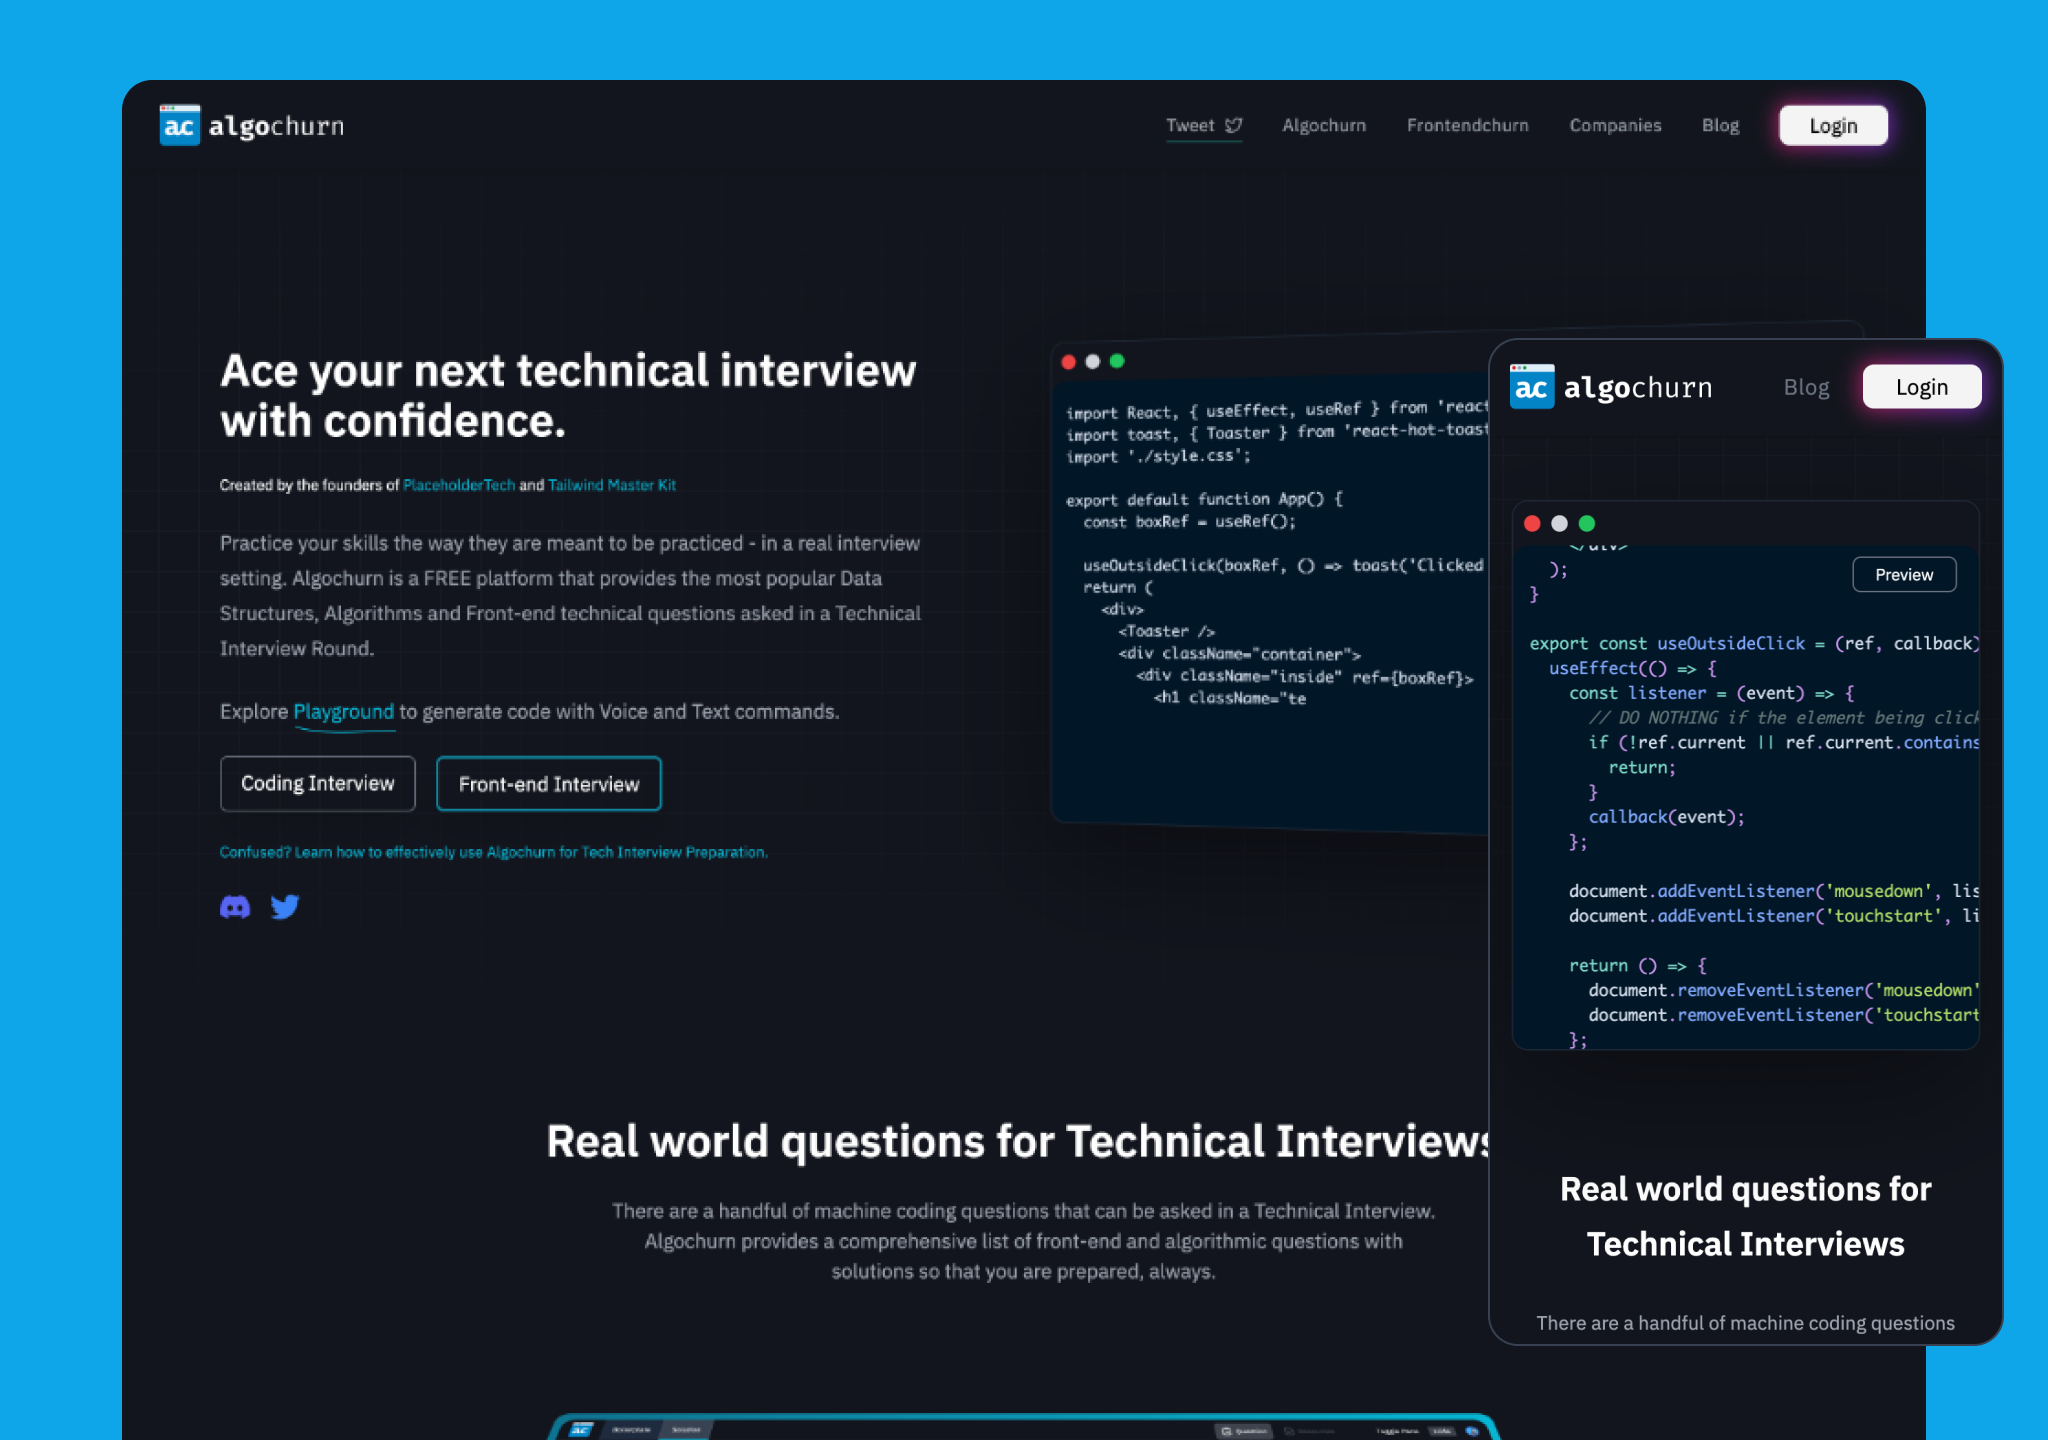 ac algochurn
Tweet
Algochurn
Frontendchurn
Companies
Blog
Login
Ace your next technical interview
with confidence.
Created by the founders of PlaceholderTech and Tailwind Master Kit
Practice your skills the way they are meant to be practiced - in a real interview
setting. Algochurn is a FREE platform that provides the most popular Data
Structures, Algorithms and Front-end technical questions asked in a Technical
Interview Round.
Explore Playground to generate code with Voice and Text commands.
Coding Interview
Front-end Interview
Confused? Learn how to effectively use Algochurn for Tech Interview Preparation.
import React, { useEffect, useRef } from 'react
import toast, { Toaster } from 'react-hot-toast
import './style.css';
export default function App() {
const boxRef = useRef();
useOutsideClick(boxRef, () => toast('Clicked
return (
<div>
<Toaster />
<div className="container">
<div className="inside" ref={boxRef}>
<h1 className="te
Real world questions for Technical Interviews
There are a handful of machine coding questions that can be asked in a Technical Interview.
Algochurn provides a comprehensive list of front-end and algorithmic questions with
solutions so that you are prepared, always.
ac
ac algochurn
Blog
Login
</div>
Preview
);
}
export const useOutsideClick = (ref, callback)
useEffect(() => {
const listener = (event) => {
// DO NOTHING if the element being click
if (!ref.current || ref.current.contains
return;
}
callback(event);
};
document.addEventListener('mousedown', lis
document.addEventListener('touchstart', li
return () => {
document.removeEventListener('mousedown'
document.removeEventListener('touchstart
};
Real world questions for
Technical Interviews
There are a handful of machine coding questions